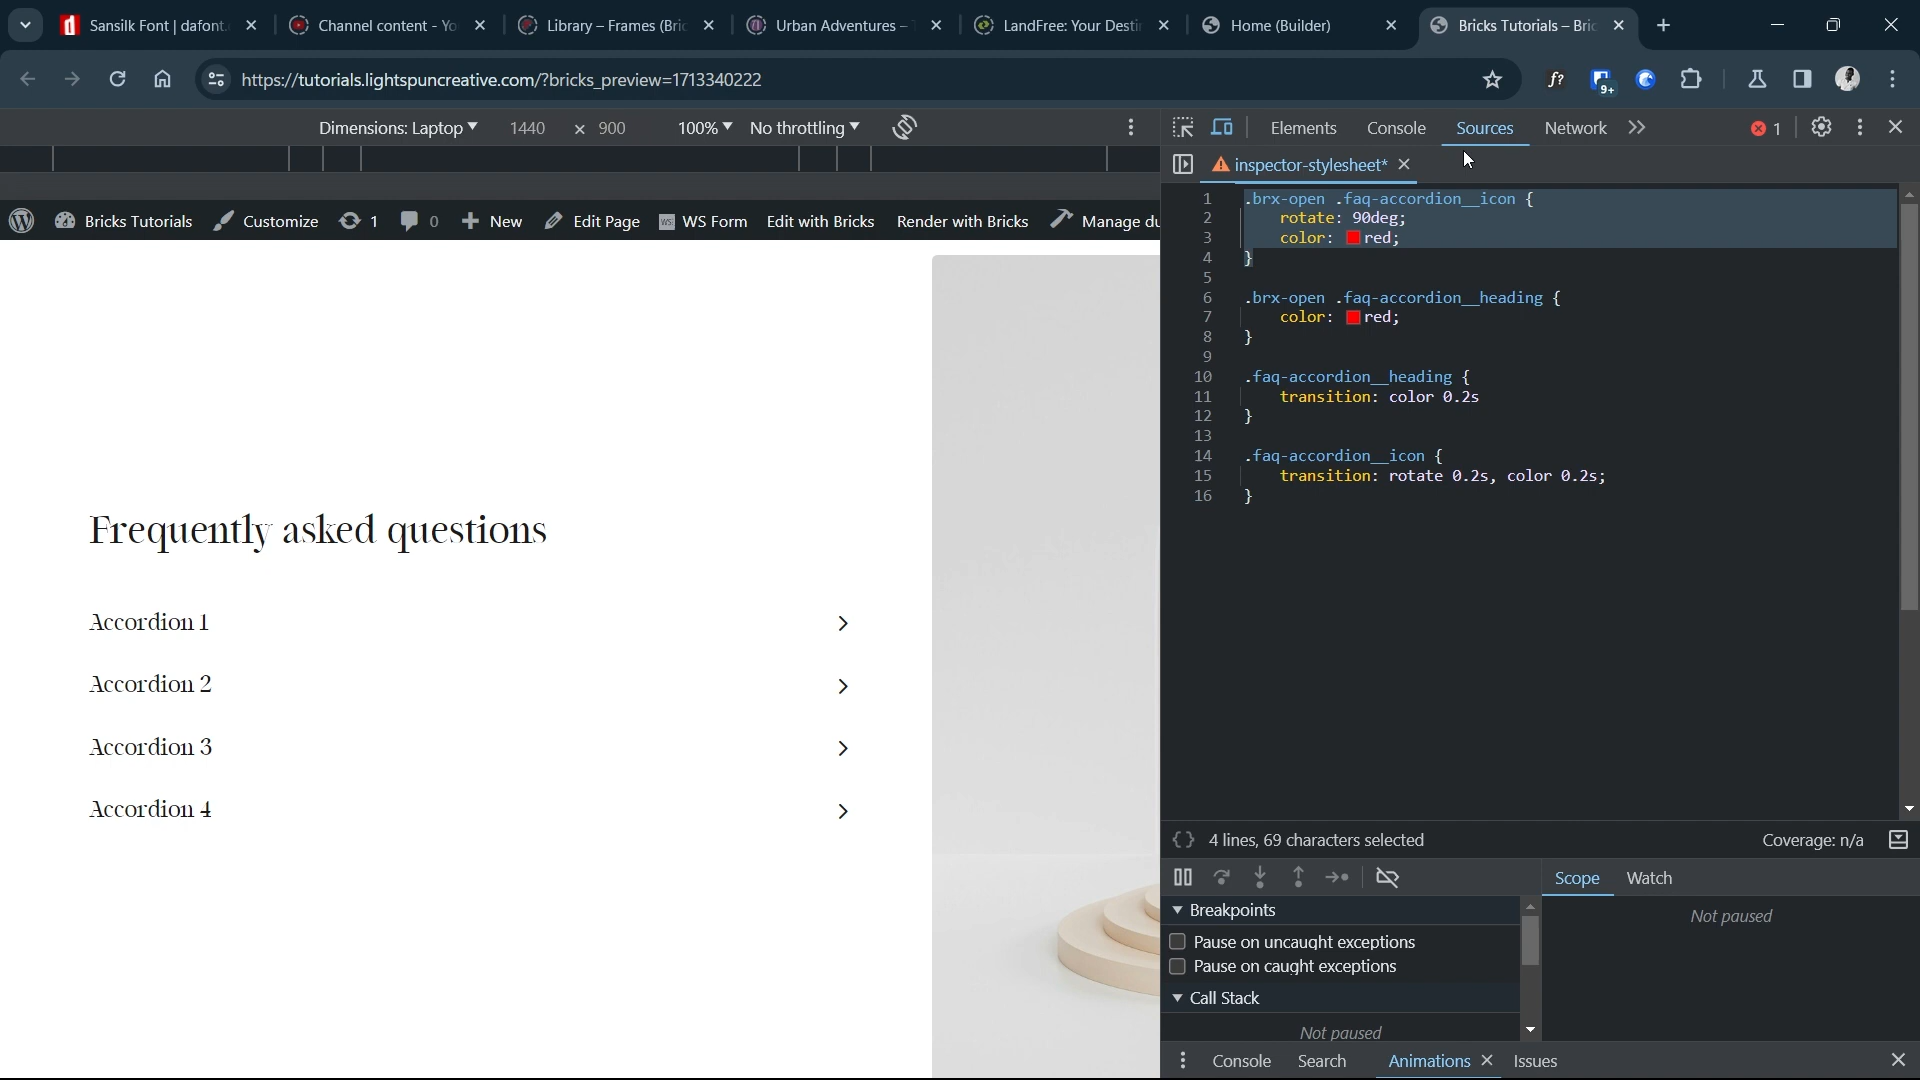 Sansilk Font | dafont.
Channel content - Yo
Library – Frames (Bric
Urban Adventures –
LandFree: Your Destin
Home (Builder)
Bricks Tutorials – Bric
https://tutorials.lightspuncreative.com/?bricks_preview=1713340222
f?
9+
Dimensions: Laptop 1440 × 900 100% No throttling
Elements Console Sources Network 1
inspector-stylesheet*
Bricks Tutorials Customize 1 0 New Edit Page WS Form Edit with Bricks Render with Bricks Manage du
1 .brx-open .faq-accordion__icon {
2 rotate: 90deg;
3 color: red;
4 }
5
6 .brx-open .faq-accordion__heading {
7 color: red;
8 }
9
10 .faq-accordion__heading {
11 transition: color 0.2s
12 }
13
14 .faq-accordion__icon {
15 transition: rotate 0.2s, color 0.2s;
16 }
Frequently asked questions
Accordion 1
Accordion 2
Accordion 3
Accordion 4
{} 4 lines, 69 characters selected
Coverage: n/a
Scope Watch
Breakpoints
Not paused
Pause on uncaught exceptions
Pause on caught exceptions
Call Stack
Not paused
Console Search Animations Issues